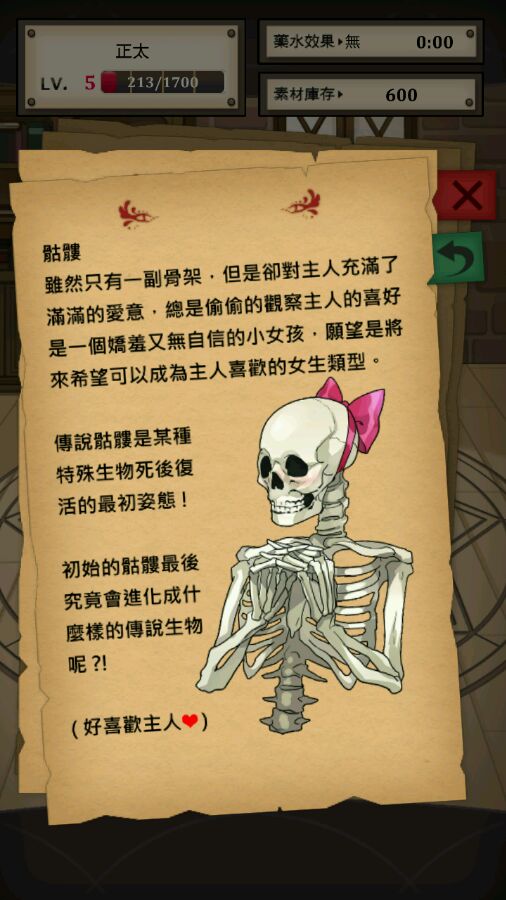 正太
LV. 5 213/1700
藥水效果 無 0:00
素材庫存 600
骷髏
雖然只有一副骨架，但是卻對主人充滿了
滿滿的愛意，總是偷偷的觀察主人的喜好
是一個嬌羞又無自信的小女孩，願望是將
來希望可以成為主人喜歡的女生類型。
傳說骷髏是某種
特殊生物死後復
活的最初姿態！
初始的骷髏最後
究竟會進化成什
麼樣的傳說生物
呢？！
（好喜歡主人❤）